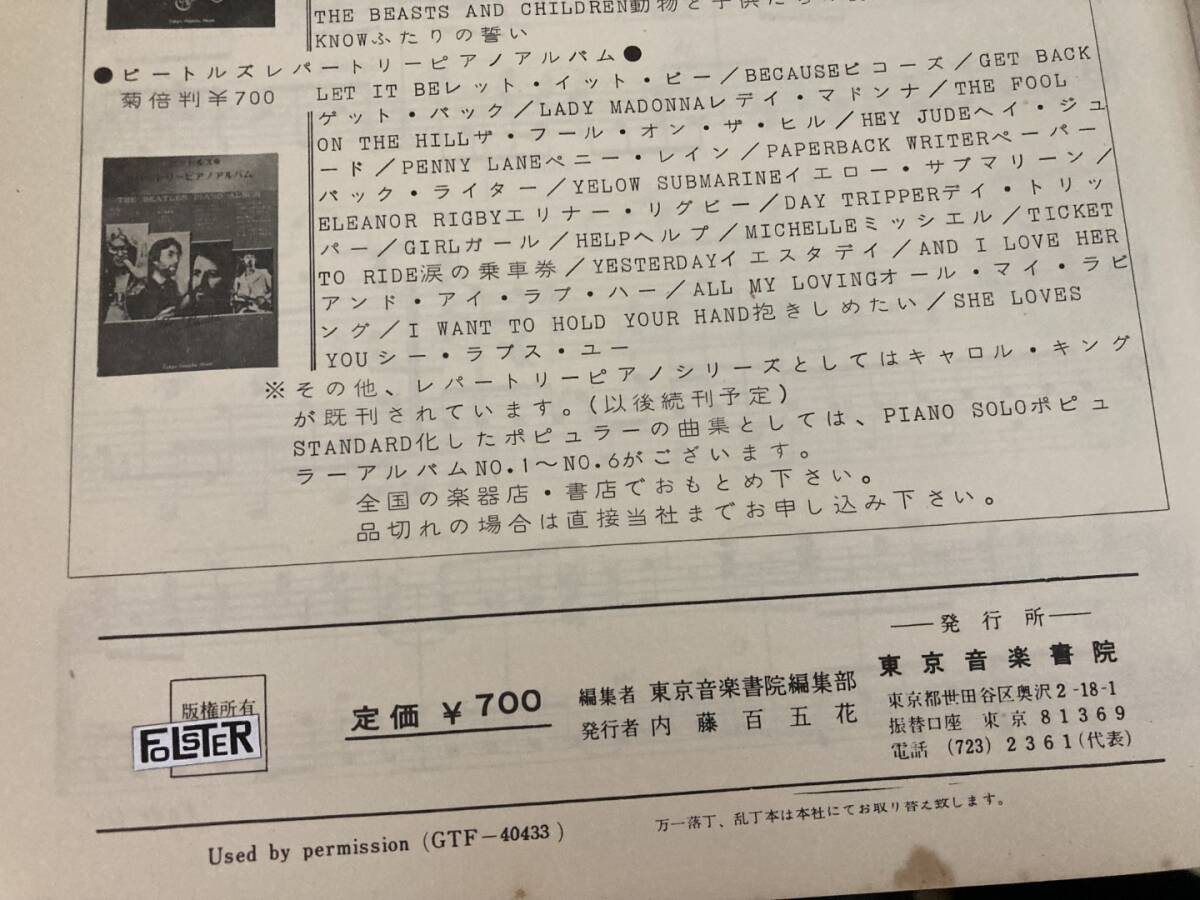 THE BEASTS AND CHILDREN動物と子供たちの
KNOWふたりの誓い
●ビートルズレパートリーピアノアルバム●
菊倍判¥700
LET IT BEレット・イット・ビー/BECAUSEビコーズ/GET BACK
ゲット・バック/LADY MADONNAレディ・マドンナ/THE FOOL
ON THE HILLザ・フール・オン・ザ・ヒル/HEY JUDEヘイ・ジュ
ード/PENNY LANEペニー・レイン/PAPERBACK WRITERペーパー
バック・ライター/YELOW SUBMARINEイエロー・サブマリーン/
ELEANOR RIGBYエリナー・リグビー/DAY TRIPPERデイ・トリッ
パー/GIRLガール/HELPヘルプ/MICHELLEミッシエル/TICKET
TO RIDE涙の乗車券/YESTERDAYイエスタデイ/AND I LOVE HER
アンド・アイ・ラブ・ハー/ALL MY LOVINGオール・マイ・ラビ
ング/I WANT TO HOLD YOUR HAND抱きしめたい/SHE LOVES
YOUシー・ラブス・ユー
レパートリーピアノアルバム
THE BEATLES PIANO ALBUM
※その他、レパートリーピアノシリーズとしてはキャロル・キング
が既刊されています。(以後続刊予定)
STANDARD化したポピュラーの曲集としては、PIANO SOLOポピュ
ラーアルバムNO.1〜NO.6がございます。
全国の楽器店・書店でおもとめ下さい。
品切れの場合は直接当社までお申し込み下さい。
版権所有
FOLSTER
定価 ¥700
編集者 東京音楽書院編集部
発行者 内藤百五花
―発行所―
東京音楽書院
東京都世田谷区奥沢2-18-1
振替口座 東京81369
電話 (723) 2361(代表)
万一落丁、乱丁本は本社にてお取り替え致します。
Used by permission (GTF-40433)